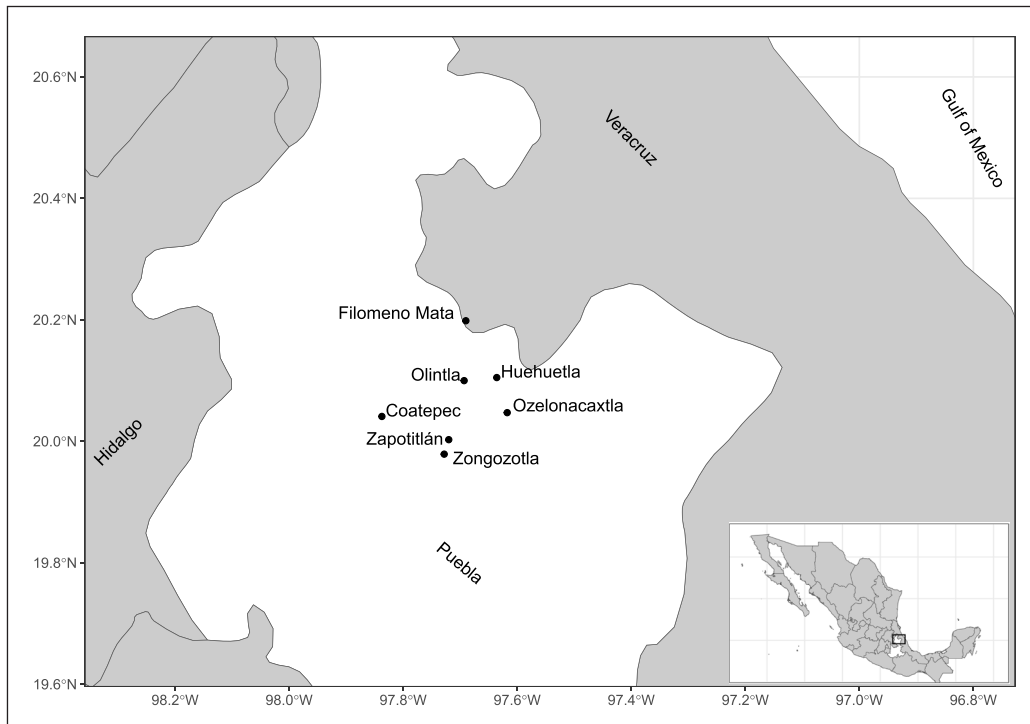 20.6°N
20.4°N
20.2°N
20.0°N
19.8°N
19.6°N
Gulf of Mexico
Veracruz
Filomeno Mata
Olintla
Huehuetla
Coatepec
Ozelonacaxtla
Zapotitlán
Zongozotla
Hidalgo
Puebla
98.2°W
98.0°W
97.8°W
97.6°W
97.4°W
97.2°W
97.0°W
96.8°W